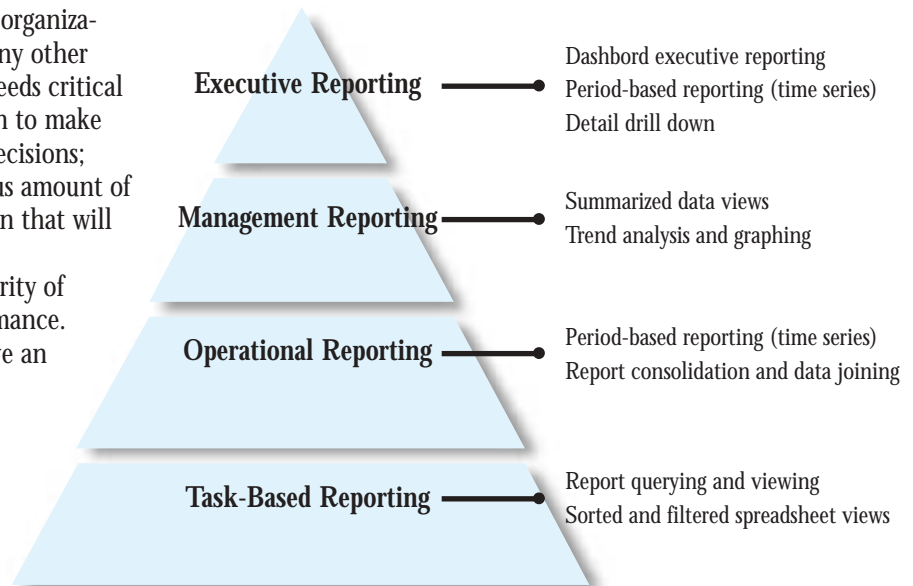 organiza-
ny other
eeds critical
n to make
ecisions;
us amount of
n that will
rity of
mance.
ve an
Executive Reporting
Dashbord executive reporting
Period-based reporting (time series)
Detail drill down
Management Reporting
Summarized data views
Trend analysis and graphing
Operational Reporting
Period-based reporting (time series)
Report consolidation and data joining
Task-Based Reporting
Report querying and viewing
Sorted and filtered spreadsheet views